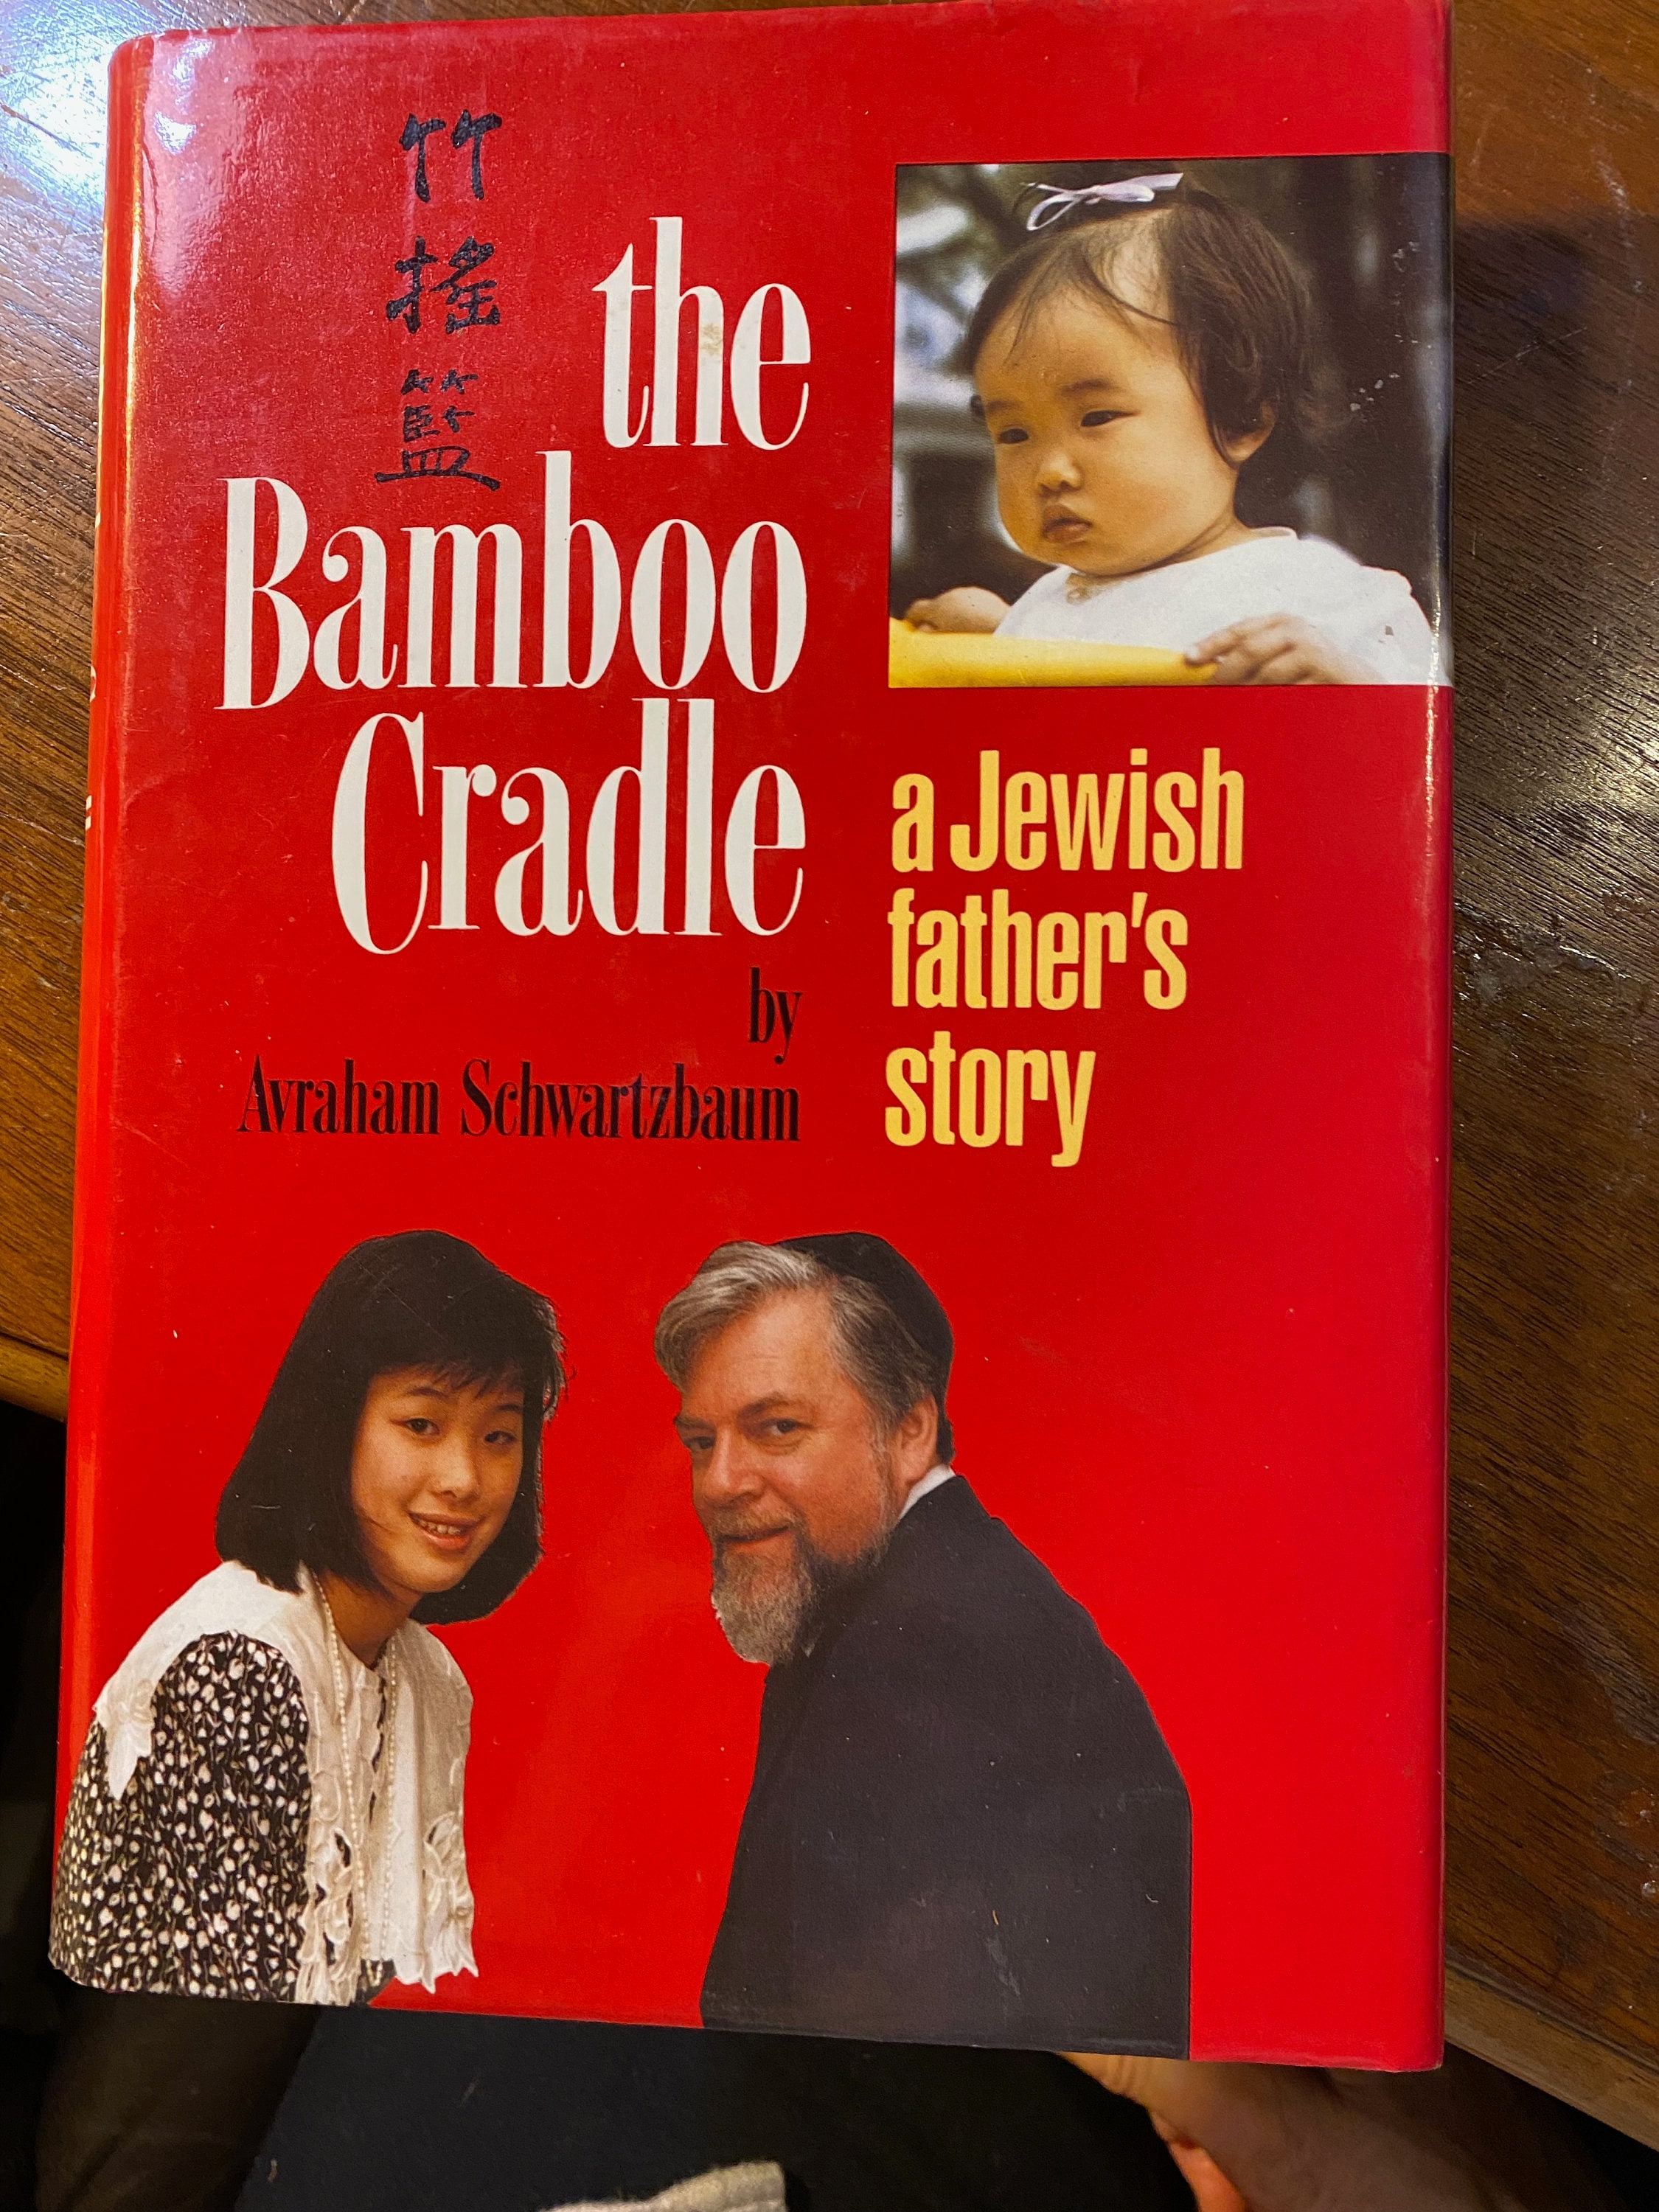 竹搖籃
the
Bamboo
Cradle
by
Avraham Schwartzbaum
a Jewish
father's
story